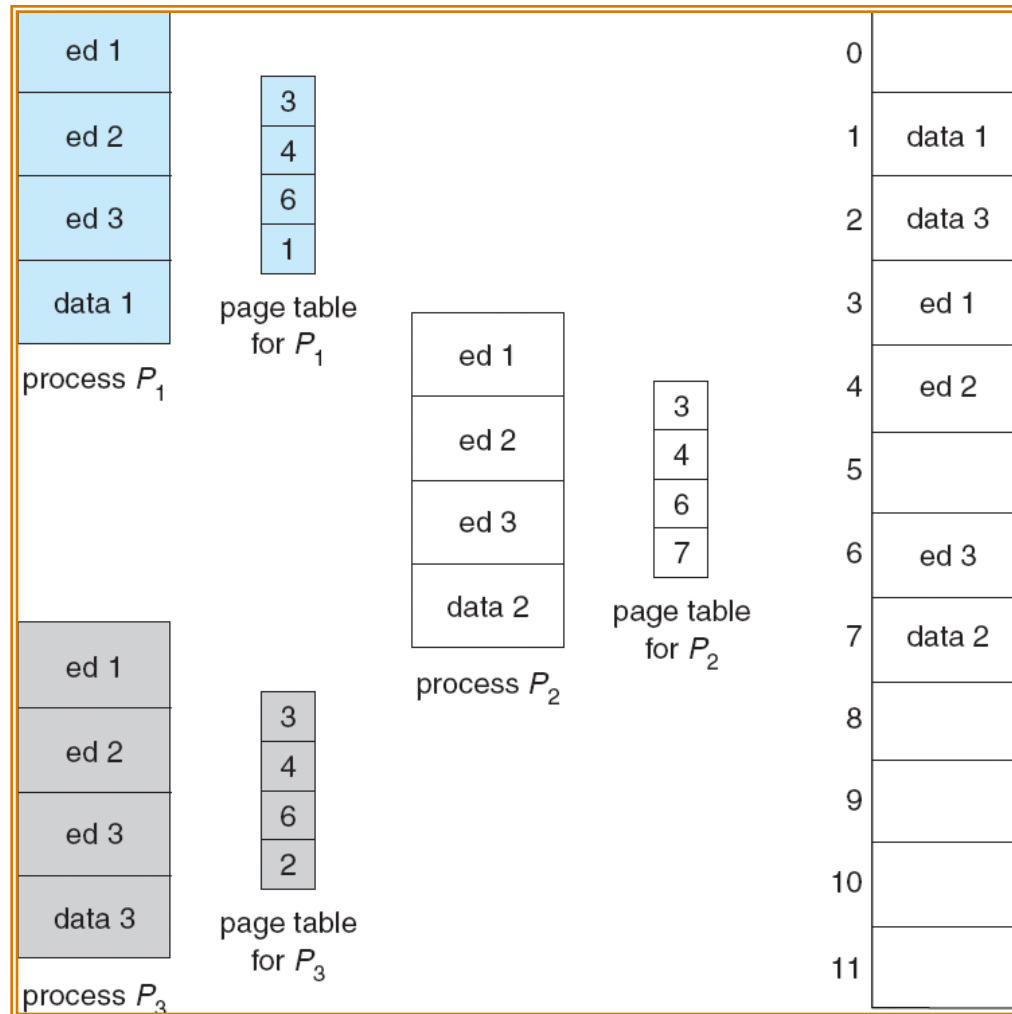 ed 1
ed 2
ed 3
data 1
process P1
3
4
6
1
page table
for P1
ed 1
ed 2
ed 3
data 2
process P2
3
4
6
7
page table
for P2
ed 1
ed 2
ed 3
data 3
process P3
3
4
6
2
page table
for P3
0
1 data 1
2 data 3
3 ed 1
4 ed 2
5
6 ed 3
7 data 2
8
9
10
11